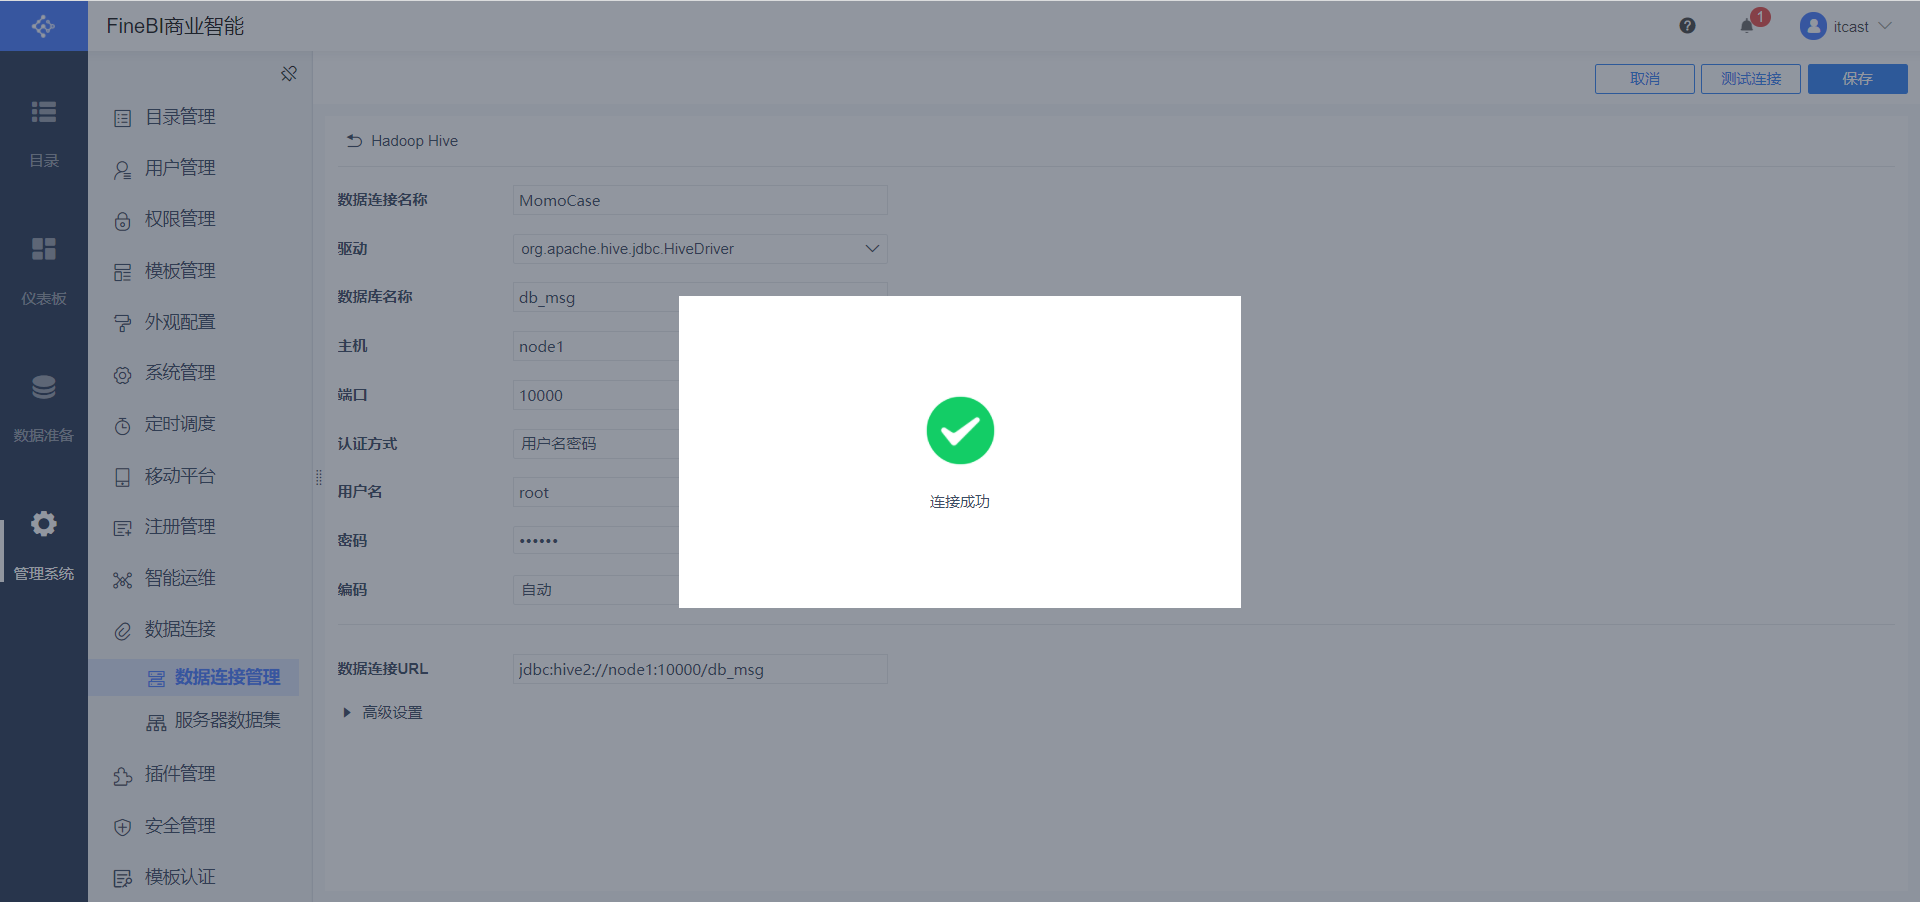 FineBI商业智能
1
itcast
目录
仪表板
数据准备
管理系统
目录管理
用户管理
权限管理
模板管理
外观配置
系统管理
定时调度
移动平台
注册管理
智能运维
数据连接
数据连接管理
服务器数据集
插件管理
安全管理
模板认证
取消
测试连接
保存
Hadoop Hive
数据连接名称 MomoCase
驱动 org.apache.hive.jdbc.HiveDriver
数据库名称 db_msg
主机 node1
端口 10000
认证方式 用户名密码
用户名 root
密码 ••••••
编码 自动
数据连接URL jdbc:hive2://node1:10000/db_msg
高级设置
连接成功